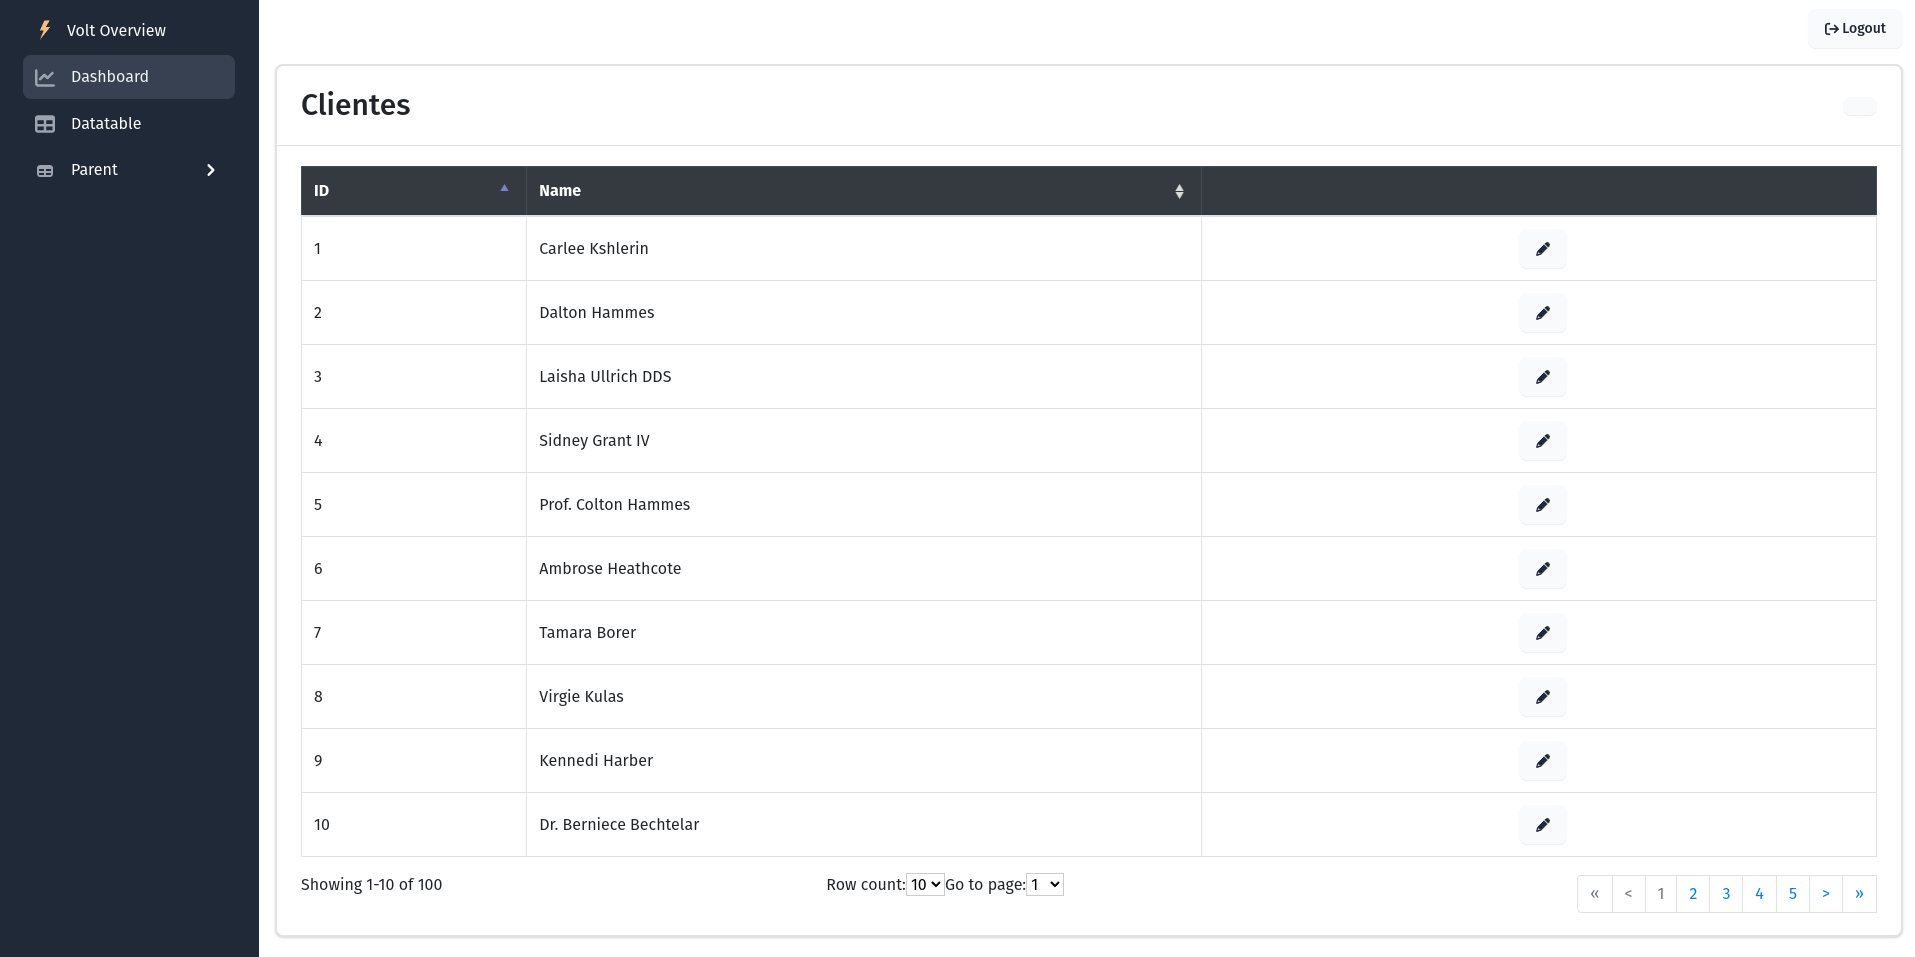 Volt Overview
Dashboard
Datatable
Parent
Logout
Clientes
ID Name
1 Carlee Kshlerin
2 Dalton Hammes
3 Laisha Ullrich DDS
4 Sidney Grant IV
5 Prof. Colton Hammes
6 Ambrose Heathcote
7 Tamara Borer
8 Virgie Kulas
9 Kennedi Harber
10 Dr. Berniece Bechtelar
Showing 1-10 of 100 Row count: 10 Go to page: 1 « < 1 2 3 4 5 > »